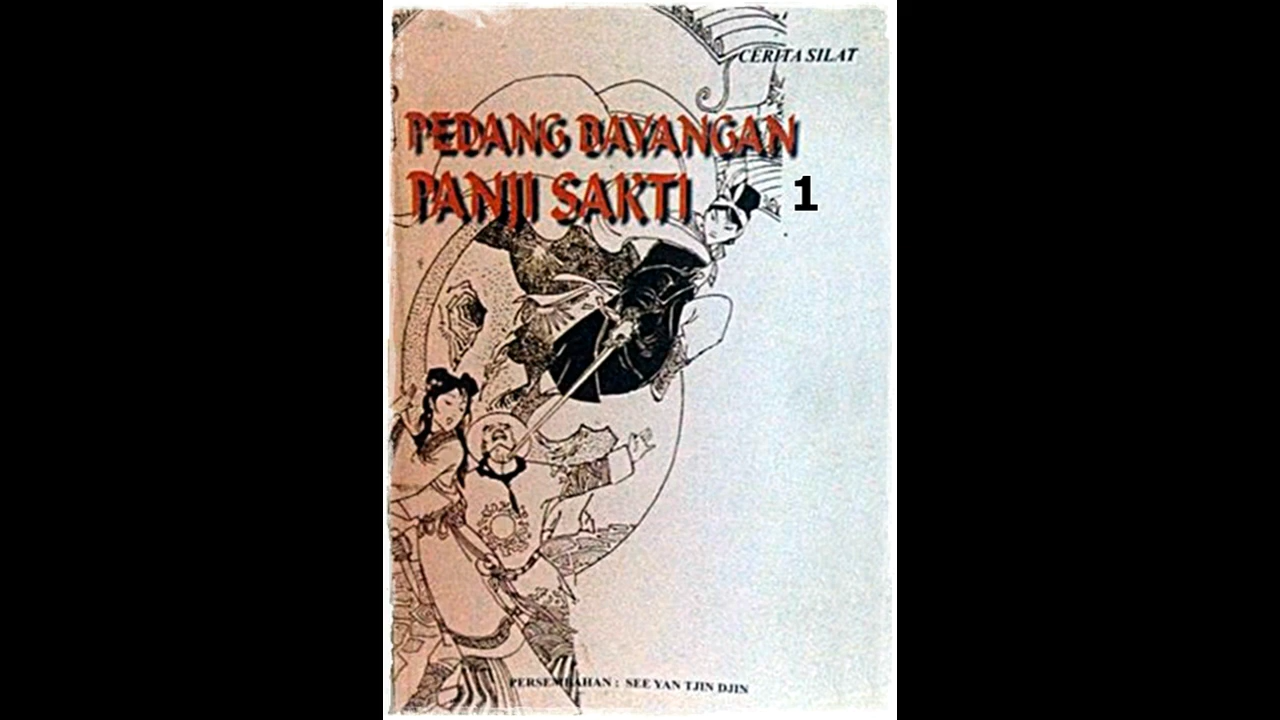 CERITA SILAT
PEDANG BAYANGAN
PANJI SAKTI 1
PERSEMBAHAN : SEE YAN TJIN DJIN